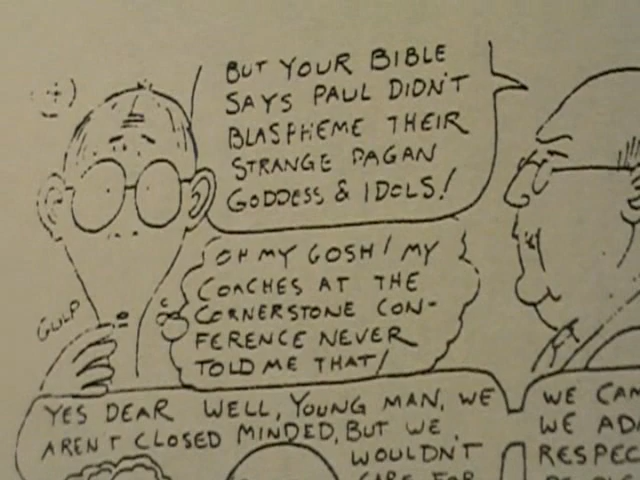 BUT YOUR BIBLE
SAYS PAUL DIDN'T
BLASPHEME THEIR
STRANGE PAGAN
GODDESS & IDOLS!
OH MY GOSH! MY
COACHES AT THE
CORNERSTONE CON-
FERENCE NEVER
TOLD ME THAT!
GULP
YES DEAR WELL, YOUNG MAN, WE
AREN'T CLOSED MINDED, BUT WE
WOULDN'T
CARE FOR
WE CAN
WE AD
RESPEC